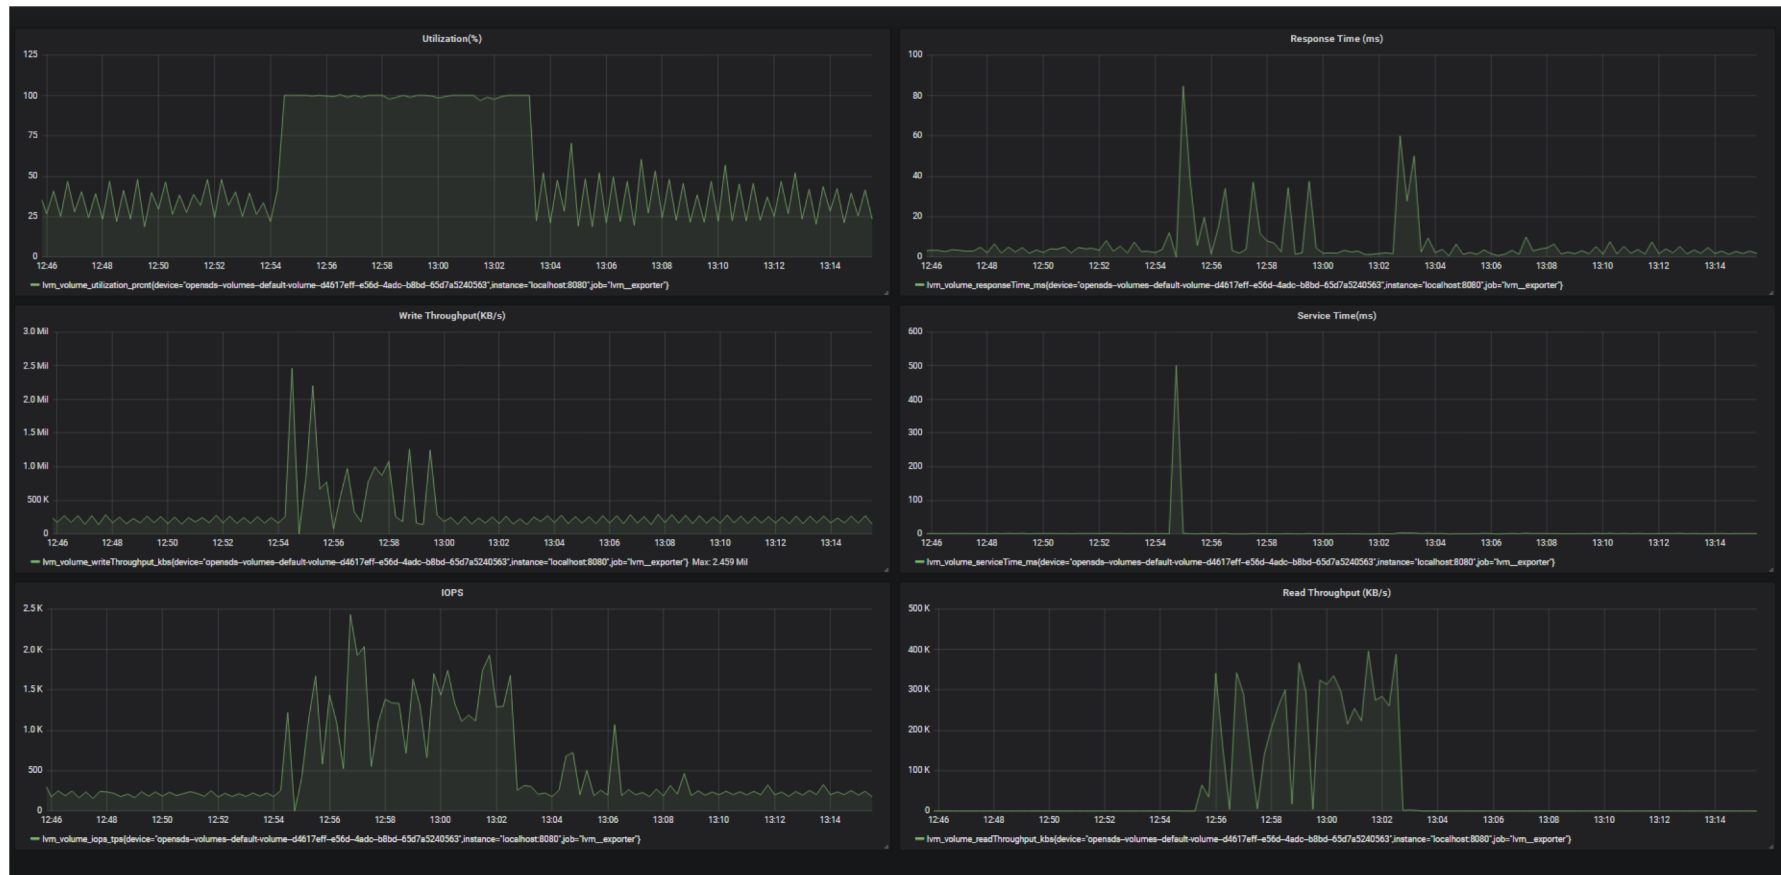 Utilization(%)
125
100
75
50
25
0
12:46 12:48 12:50 12:52 12:54 12:56 12:58 13:00 13:02 13:04 13:06 13:08 13:10 13:12 13:14
lvm_volume_utilization_prcnt{device="opensds-volumes-default-volume-d4617eff-e56d-4adc-b8bd-65d7a5240563",instance="localhost:8080",job="lvm_exporter"}
Response Time (ms)
100
80
60
40
20
0
12:46 12:48 12:50 12:52 12:54 12:56 12:58 13:00 13:02 13:04 13:06 13:08 13:10 13:12 13:14
lvm_volume_responseTime_ms{device="opensds-volumes-default-volume-d4617eff-e56d-4adc-b8bd-65d7a5240563",instance="localhost:8080",job="lvm_exporter"}
Write Throughput(KB/s)
3.0 Mil
2.5 Mil
2.0 Mil
1.5 Mil
1.0 Mil
500 K
0
12:46 12:48 12:50 12:52 12:54 12:56 12:58 13:00 13:02 13:04 13:06 13:08 13:10 13:12 13:14
lvm_volume_writeThroughput_kbs{device="opensds-volumes-default-volume-d4617eff-e56d-4adc-b8bd-65d7a5240563",instance="localhost:8080",job="lvm_exporter"} Max: 2.459 Mil
Service Time(ms)
600
500
400
300
200
100
0
12:46 12:48 12:50 12:52 12:54 12:56 12:58 13:00 13:02 13:04 13:06 13:08 13:10 13:12 13:14
lvm_volume_serviceTime_ms{device="opensds-volumes-default-volume-d4617eff-e56d-4adc-b8bd-65d7a5240563",instance="localhost:8080",job="lvm_exporter"}
IOPS
2.5 K
2.0 K
1.5 K
1.0 K
500
0
12:46 12:48 12:50 12:52 12:54 12:56 12:58 13:00 13:02 13:04 13:06 13:08 13:10 13:12 13:14
lvm_volume_iops_tps{device="opensds-volumes-default-volume-d4617eff-e56d-4adc-b8bd-65d7a5240563",instance="localhost:8080",job="lvm_exporter"}
Read Throughput (KB/s)
500 K
400 K
300 K
200 K
100 K
0
12:46 12:48 12:50 12:52 12:54 12:56 12:58 13:00 13:02 13:04 13:06 13:08 13:10 13:12 13:14
lvm_volume_readThroughput_kbs{device="opensds-volumes-default-volume-d4617eff-e56d-4adc-b8bd-65d7a5240563",instance="localhost:8080",job="lvm_exporter"}